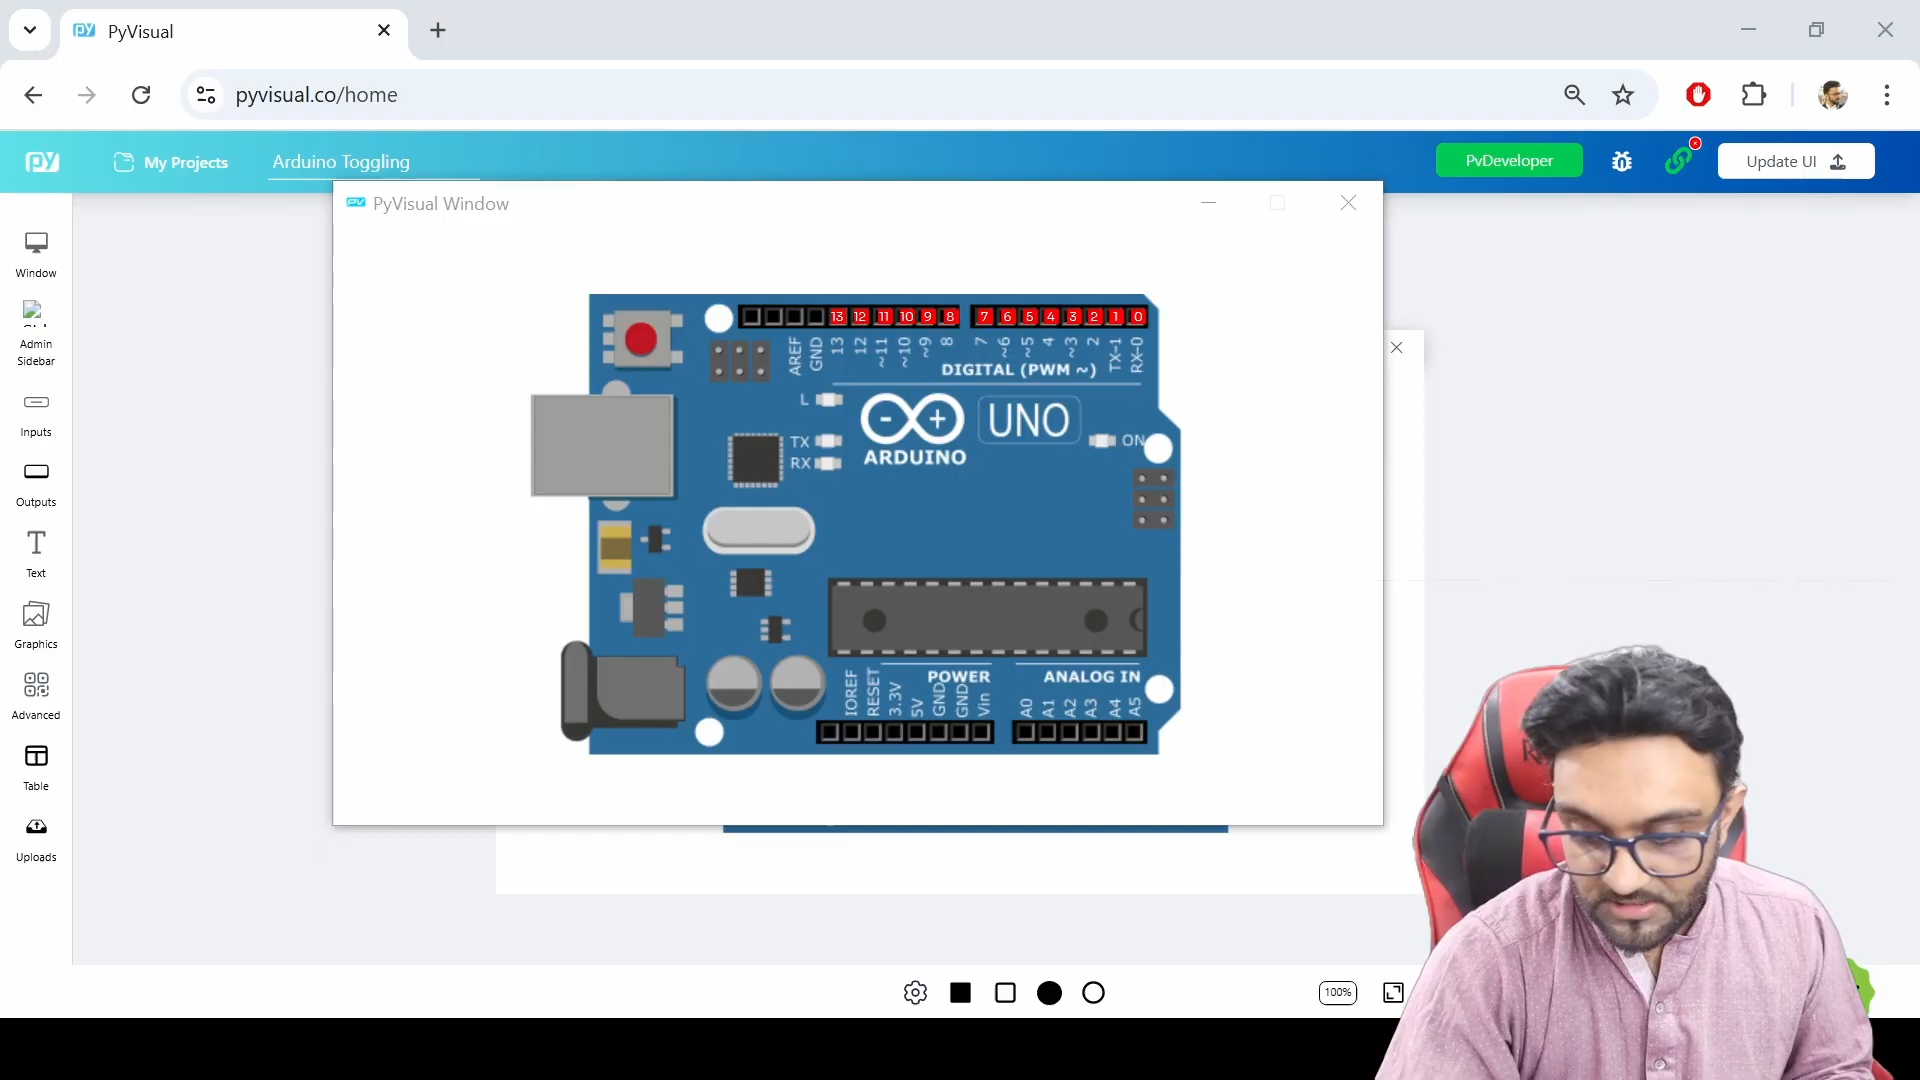 PyVisual
pyvisual.co/home
py
My Projects
Arduino Toggling
PvDeveloper
Update UI
PyVisual Window
Window
Admin
Sidebar
Inputs
Outputs
Text
Graphics
Advanced
Table
Uploads
13 12 11 10 9 8 7 6 5 4 3 2 1 0
AREF GND 13 12 ~11 ~10 ~9 8 7 ~6 ~5 4 ~3 2 TX→1 RX←0
DIGITAL (PWM ~)
L
TX
RX
UNO
ARDUINO
ON
POWER
ANALOG IN
IOREF RESET 3.3V 5V GND GND Vin A0 A1 A2 A3 A4 A5
100%